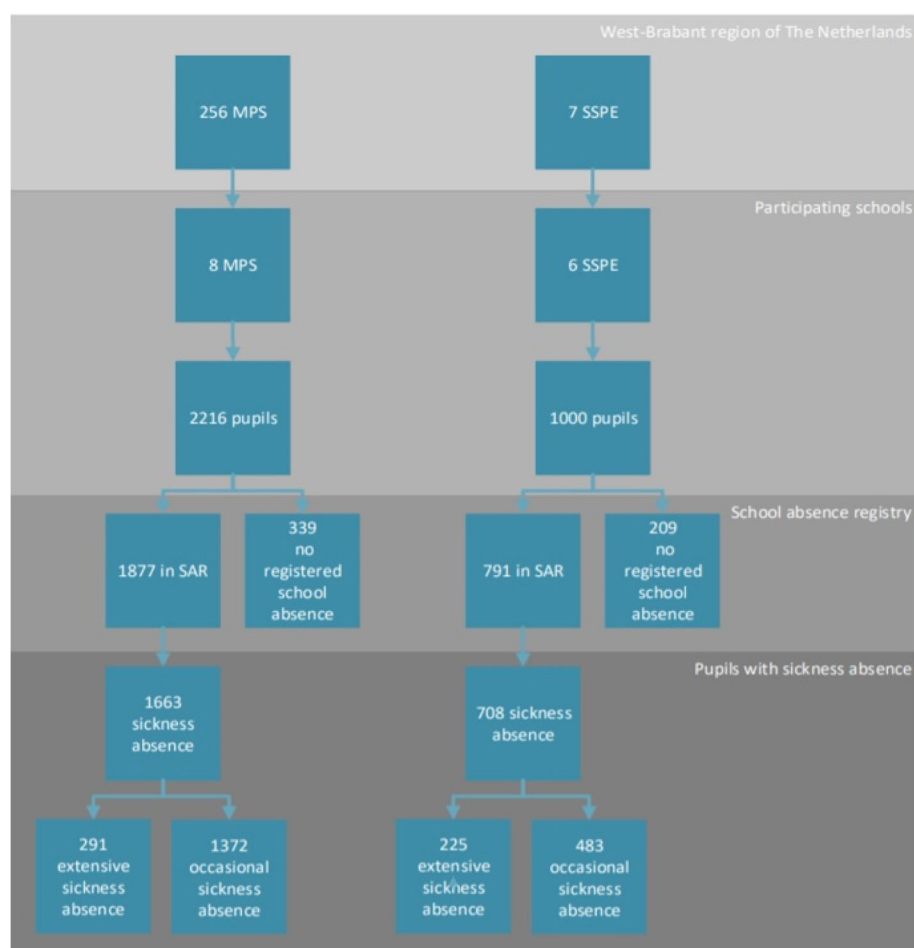 West-Brabant region of The Netherlands
256 MPS
7 SSPE
Participating schools
8 MPS
6 SSPE
2216 pupils
1000 pupils
School absence registry
1877 in SAR
339
no
registered
school
absence
791 in SAR
209
no
registered
school
absence
Pupils with sickness absence
1663
sickness
absence
708 sickness
absence
291
extensive
sickness
absence
1372
occasional
sickness
absence
225
extensive
sickness
absence
483
occasional
sickness
absence